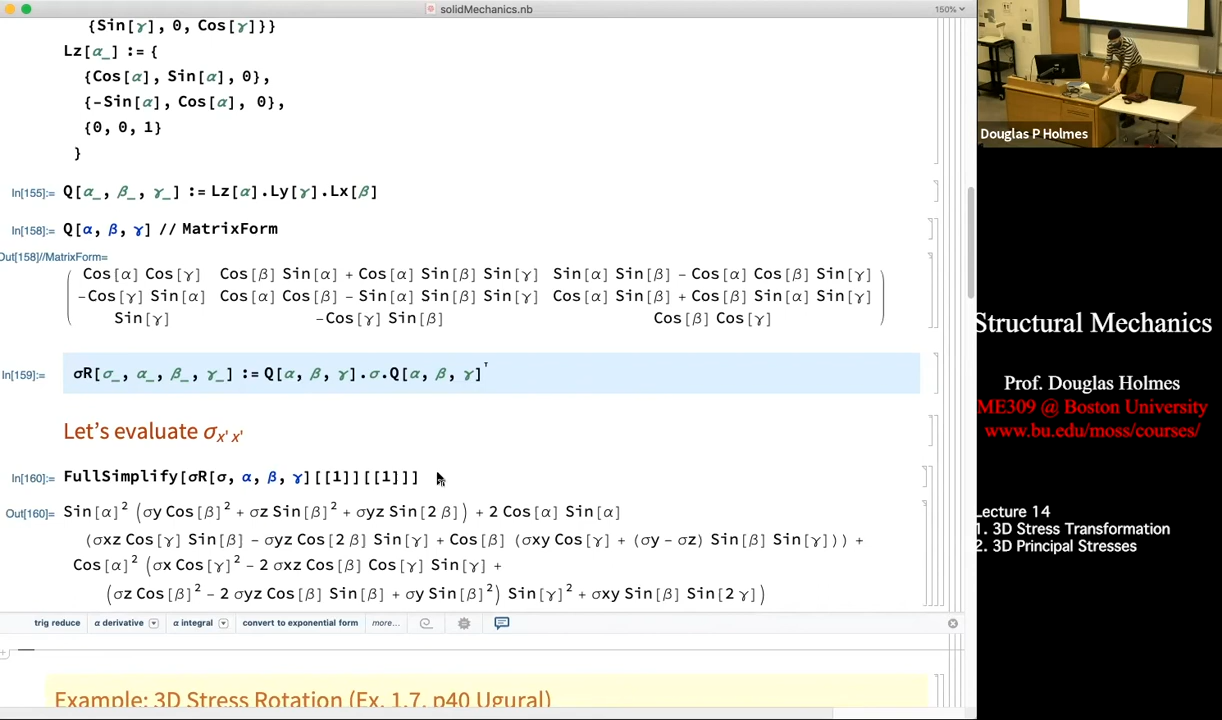 solidMechanics.nb
150%
{Sin[γ], 0, Cos[γ]}}
Lz[α_] := {
{Cos[α], Sin[α], 0},
{-Sin[α], Cos[α], 0},
{0, 0, 1}
}
In[155]:= Q[α_, β_, γ_] := Lz[α].Ly[γ].Lx[β]
In[158]:= Q[α, β, γ] // MatrixForm
Out[158]//MatrixForm=
Cos[α] Cos[γ] Cos[β] Sin[α] + Cos[α] Sin[β] Sin[γ] Sin[α] Sin[β] - Cos[α] Cos[β] Sin[γ]
-Cos[γ] Sin[α] Cos[α] Cos[β] - Sin[α] Sin[β] Sin[γ] Cos[α] Sin[β] + Cos[β] Sin[α] Sin[γ]
Sin[γ] -Cos[γ] Sin[β] Cos[β] Cos[γ]
In[159]:= σR[σ_, α_, β_, γ_] := Q[α, β, γ].σ.Q[α, β, γ]ᵀ
Let's evaluate σx'x'
In[160]:= FullSimplify[σR[σ, α, β, γ][[1]][[1]]]
Out[160]= Sin[α]² (σy Cos[β]² + σz Sin[β]² + σyz Sin[2 β]) + 2 Cos[α] Sin[α]
(σxz Cos[γ] Sin[β] - σyz Cos[2 β] Sin[γ] + Cos[β] (σxy Cos[γ] + (σy - σz) Sin[β] Sin[γ])) +
Cos[α]² (σx Cos[γ]² - 2 σxz Cos[β] Cos[γ] Sin[γ] +
(σz Cos[β]² - 2 σyz Cos[β] Sin[β] + σy Sin[β]²) Sin[γ]² + σxy Sin[β] Sin[2 γ])
trig reduce α derivative α integral convert to exponential form more...
Example: 3D Stress Rotation (Ex. 1.7, p40 Ugural)
Douglas P Holmes
Structural Mechanics
Prof. Douglas Holmes
ME309 @ Boston University
www.bu.edu/moss/courses/
Lecture 14
1. 3D Stress Transformation
2. 3D Principal Stresses